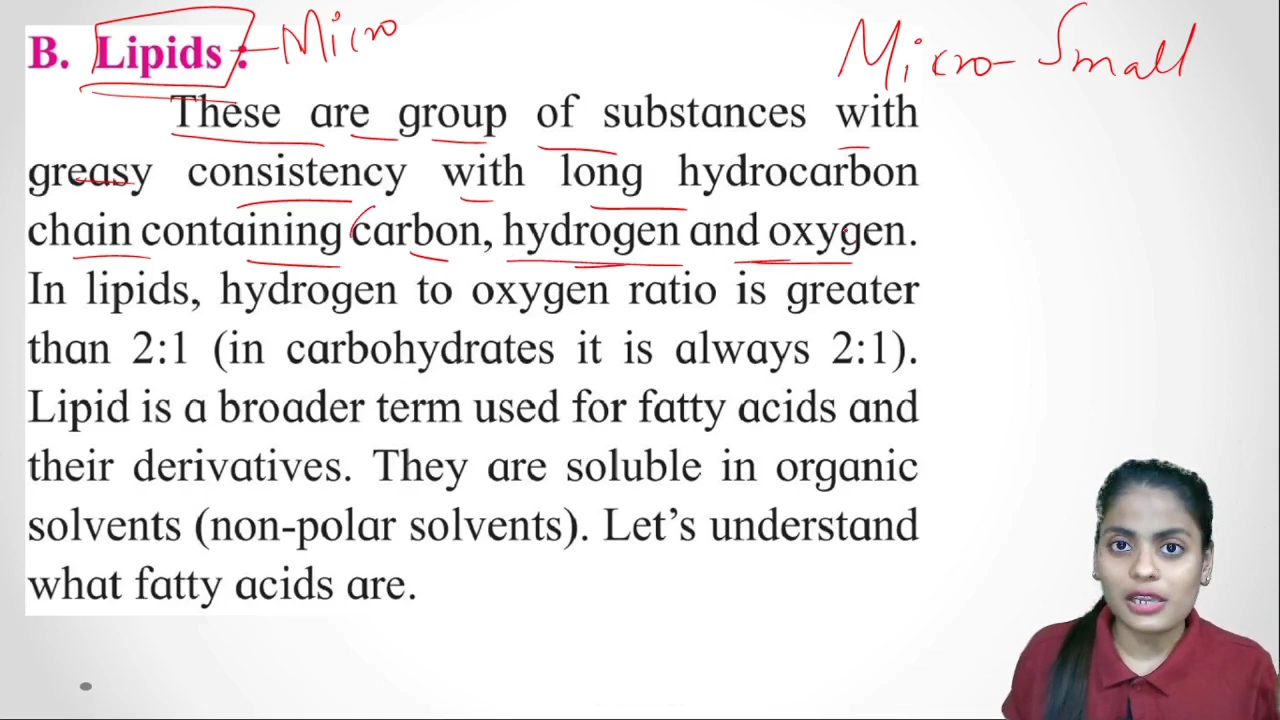 B. Lipids : - Micro
Micro - Small
These are group of substances with
greasy consistency with long hydrocarbon
chain containing carbon, hydrogen and oxygen.
In lipids, hydrogen to oxygen ratio is greater
than 2:1 (in carbohydrates it is always 2:1).
Lipid is a broader term used for fatty acids and
their derivatives. They are soluble in organic
solvents (non-polar solvents). Let’s understand
what fatty acids are.